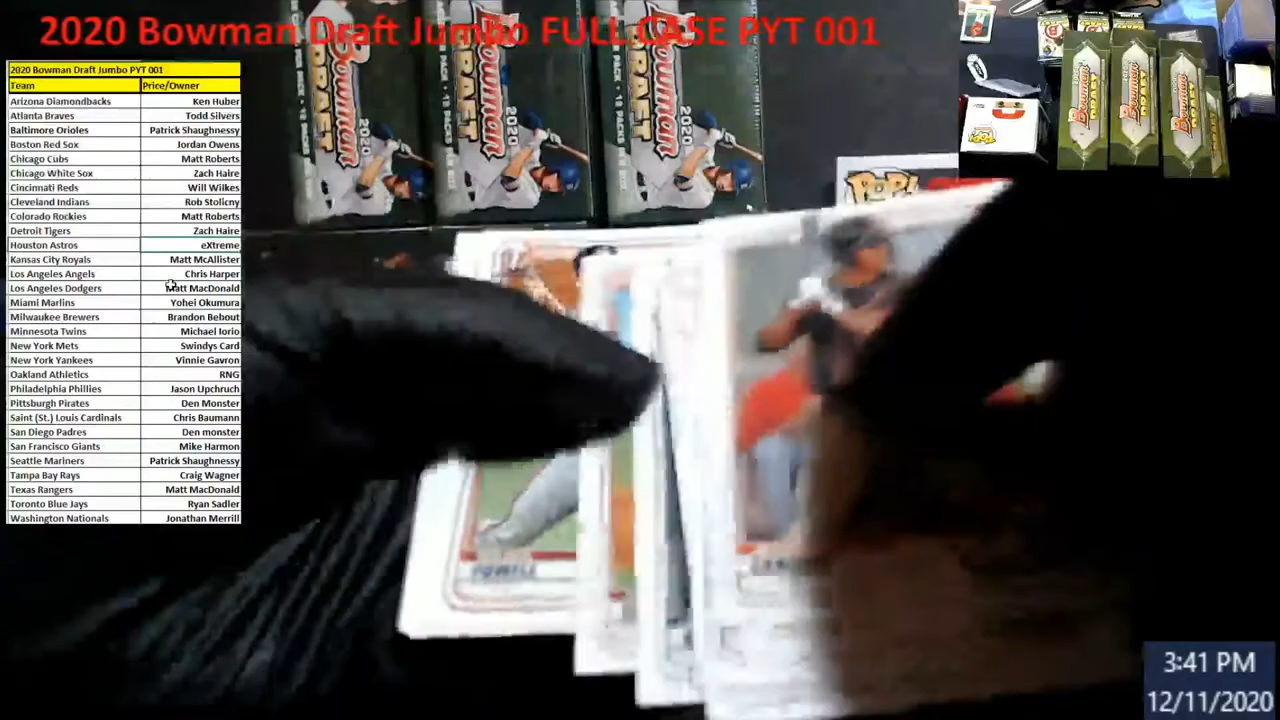 2020 Bowman Draft Jumbo FULL CASE PYT 001
2020 Bowman Draft Jumbo PYT 001
Team Price/Owner
Arizona Diamondbacks Ken Huber
Atlanta Braves Todd Silvers
Baltimore Orioles Patrick Shaughnessy
Boston Red Sox Jordan Owens
Chicago Cubs Matt Roberts
Chicago White Sox Zach Haire
Cincinnati Reds Will Wilkes
Cleveland Indians Rob Stolicny
Colorado Rockies Matt Roberts
Detroit Tigers Zach Haire
Houston Astros eXtreme
Kansas City Royals Matt McAllister
Los Angeles Angels Chris Harper
Los Angeles Dodgers Matt MacDonald
Miami Marlins Yohei Okumura
Milwaukee Brewers Brandon Bebout
Minnesota Twins Michael Iorio
New York Mets Swindys Card
New York Yankees Vinnie Gavron
Oakland Athletics RNG
Philadelphia Phillies Jason Upchruch
Pittsburgh Pirates Den Monster
Saint (St.) Louis Cardinals Chris Baumann
San Diego Padres Den monster
San Francisco Giants Mike Harmon
Seattle Mariners Patrick Shaughnessy
Tampa Bay Rays Craig Wagner
Texas Rangers Matt MacDonald
Toronto Blue Jays Ryan Sadler
Washington Nationals Jonathan Merrill
2020 Bowman DRAFT
2020 Bowman DRAFT
2020 Bowman DRAFT
POP!
POWELL
3:41 PM
12/11/2020